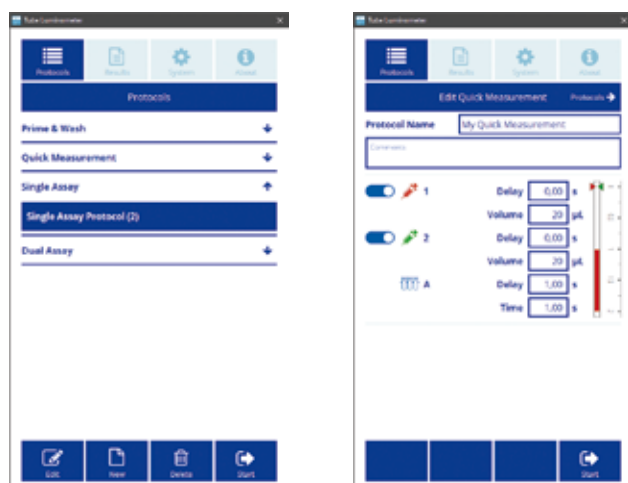 Tube Luminometer
Protocols
Results
System
About
Protocols
Prime & Wash
Quick Measurement
Single Assay
Single Assay Protocol (2)
Dual Assay
Edit
New
Delete
Start
Tube Luminometer
Protocols
Results
System
About
Edit Quick Measurement
Protocols
Protocol Name
My Quick Measurement
Comments
1
Delay 0,00 s
Volume 20 µL
2
Delay 0,00 s
Volume 20 µL
A
Delay 1,00 s
Time 1,00 s
Start